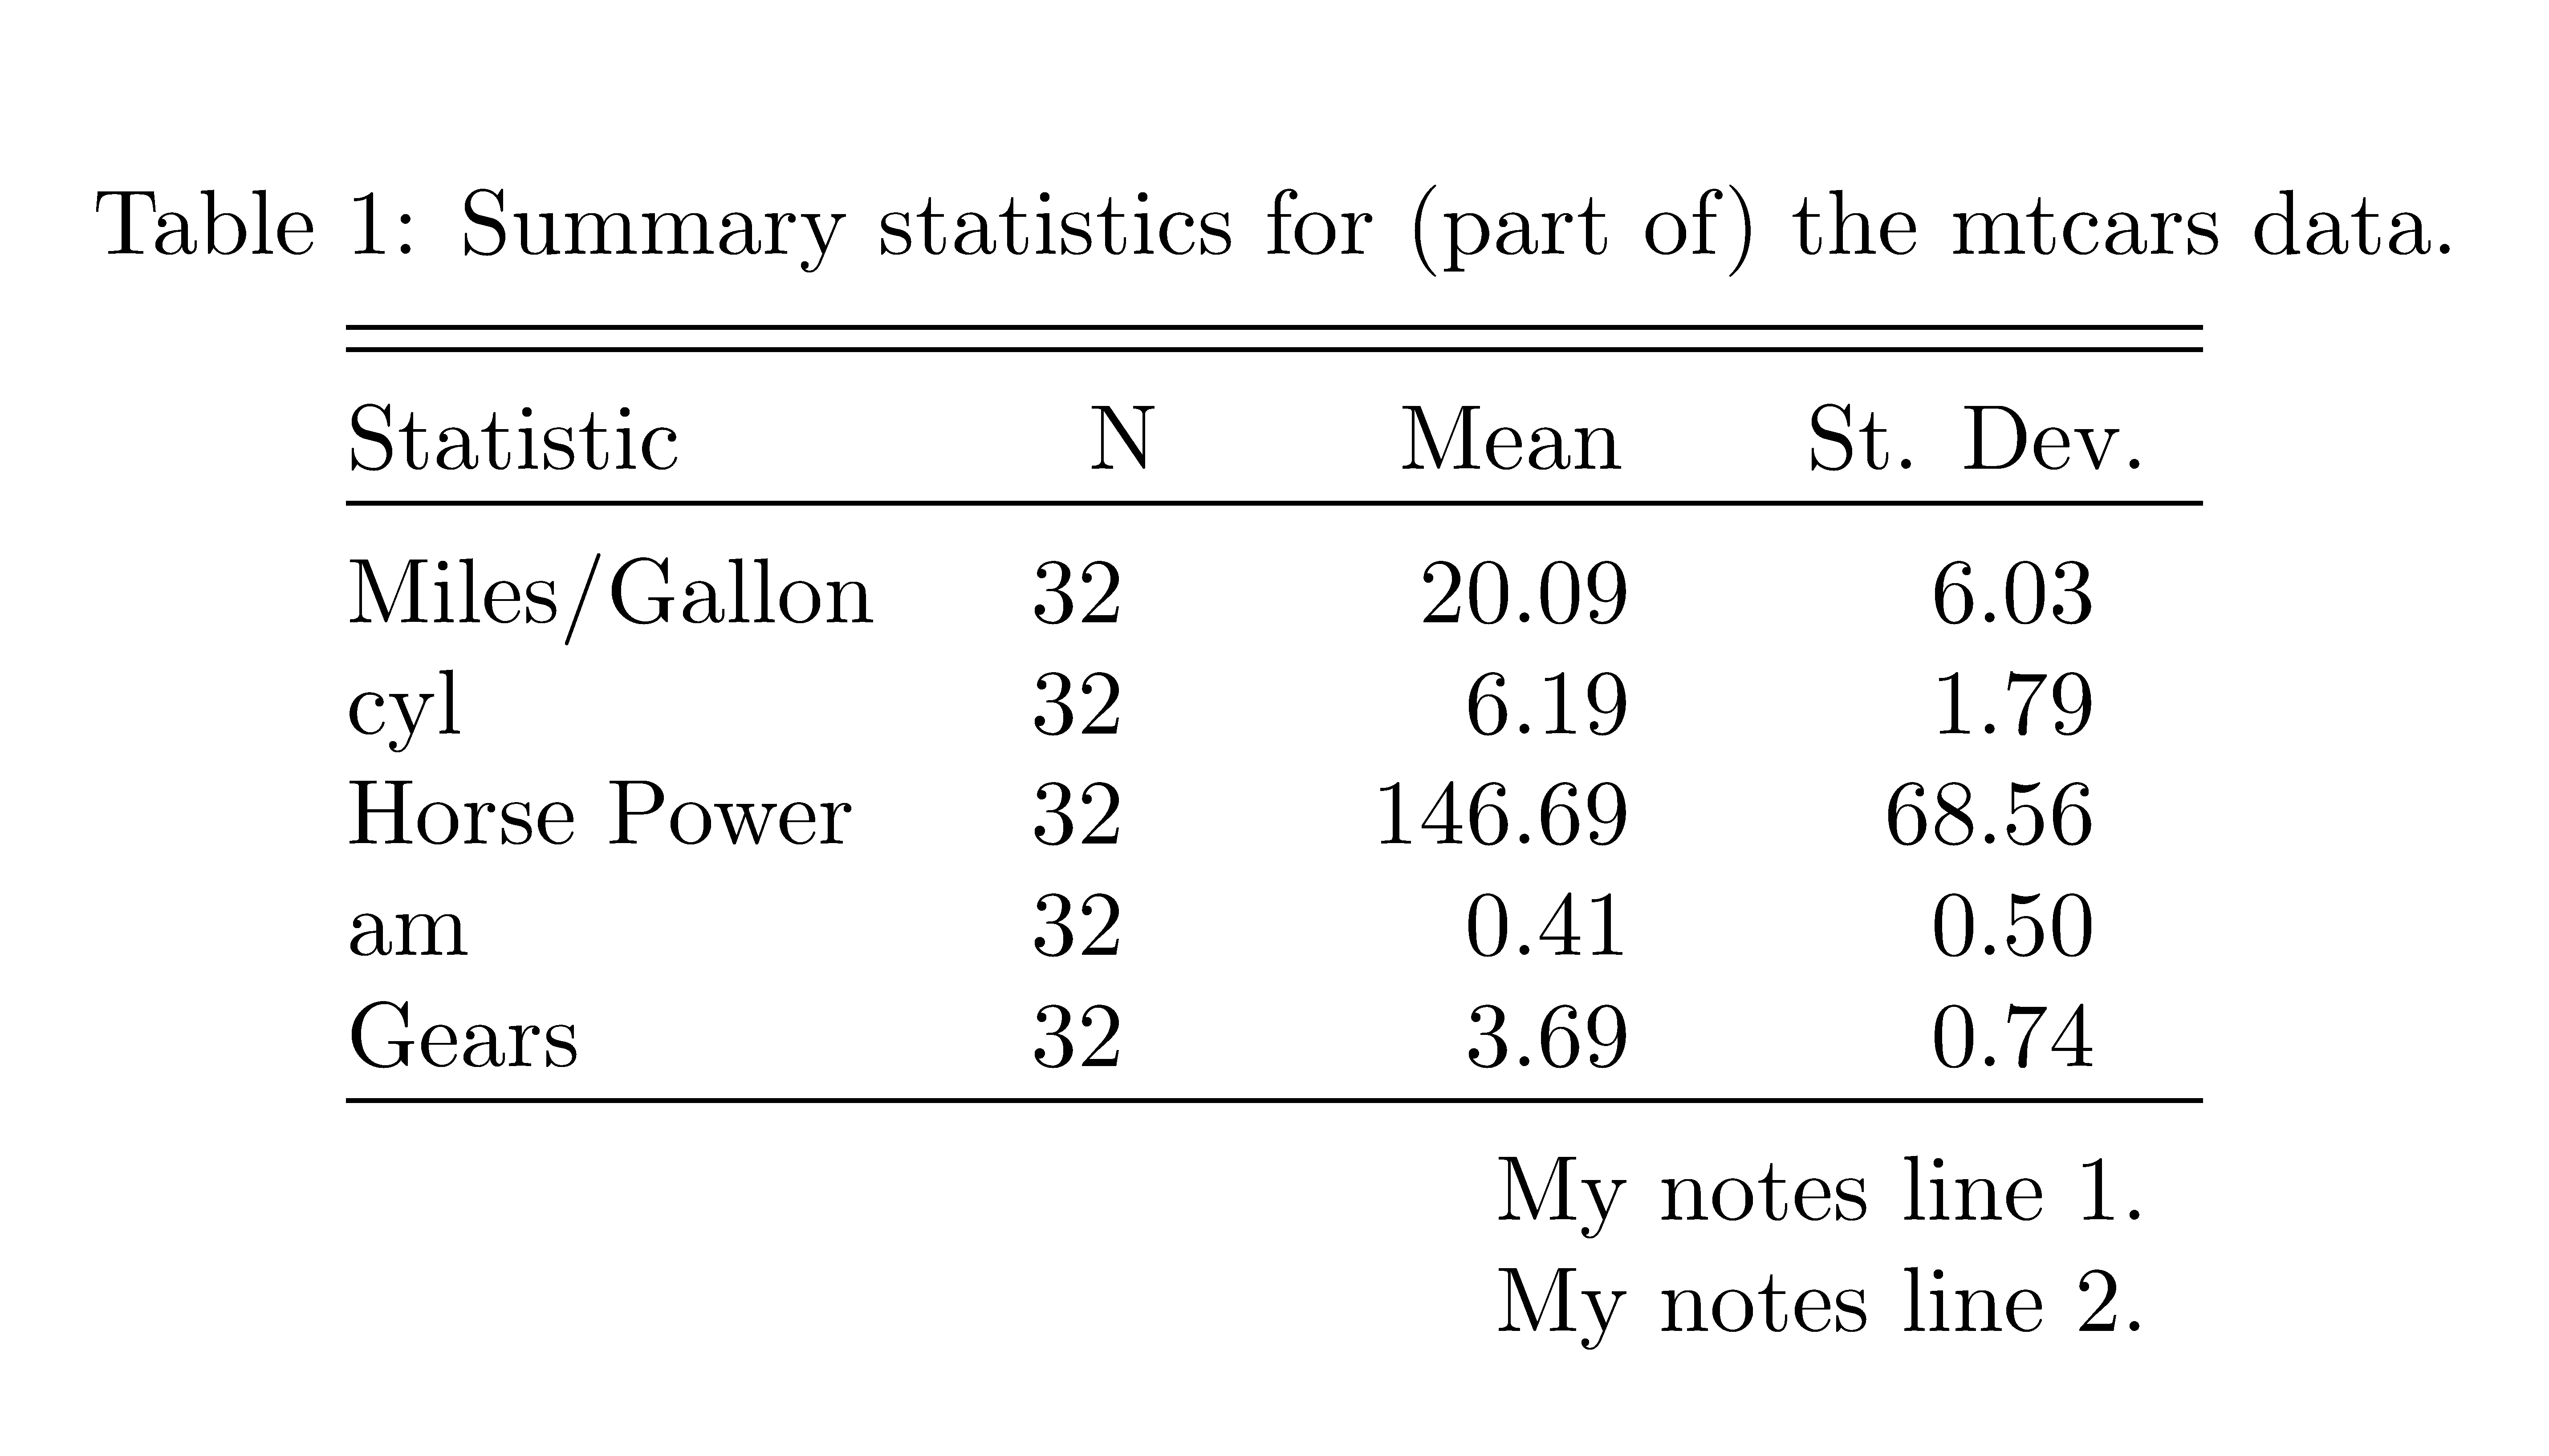 Table 1: Summary statistics for (part of) the mtcars data.
Statistic N Mean St. Dev.
Miles/Gallon 32 20.09 6.03
cyl 32 6.19 1.79
Horse Power 32 146.69 68.56
am 32 0.41 0.50
Gears 32 3.69 0.74
My notes line 1.
My notes line 2.